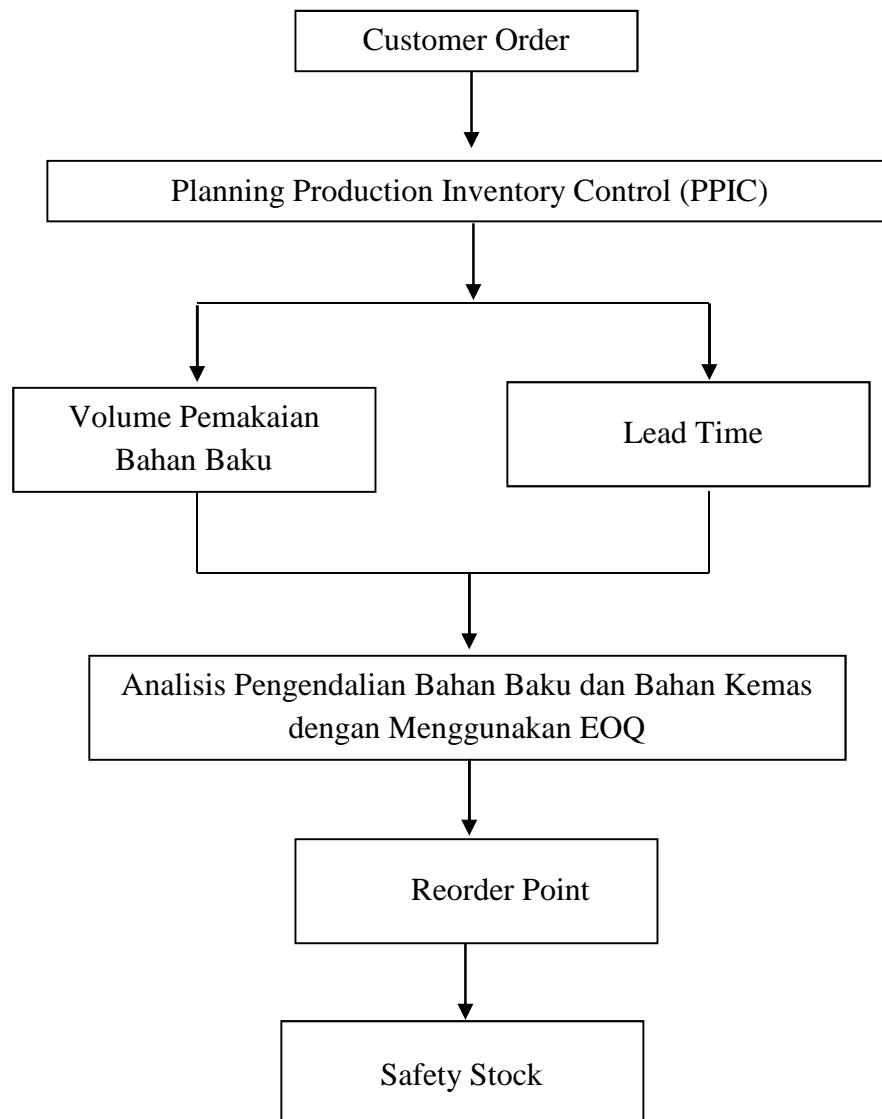 Customer Order
Planning Production Inventory Control (PPIC)
Volume Pemakaian
Bahan Baku
Lead Time
Analisis Pengendalian Bahan Baku dan Bahan Kemas
dengan Menggunakan EOQ
Reorder Point
Safety Stock